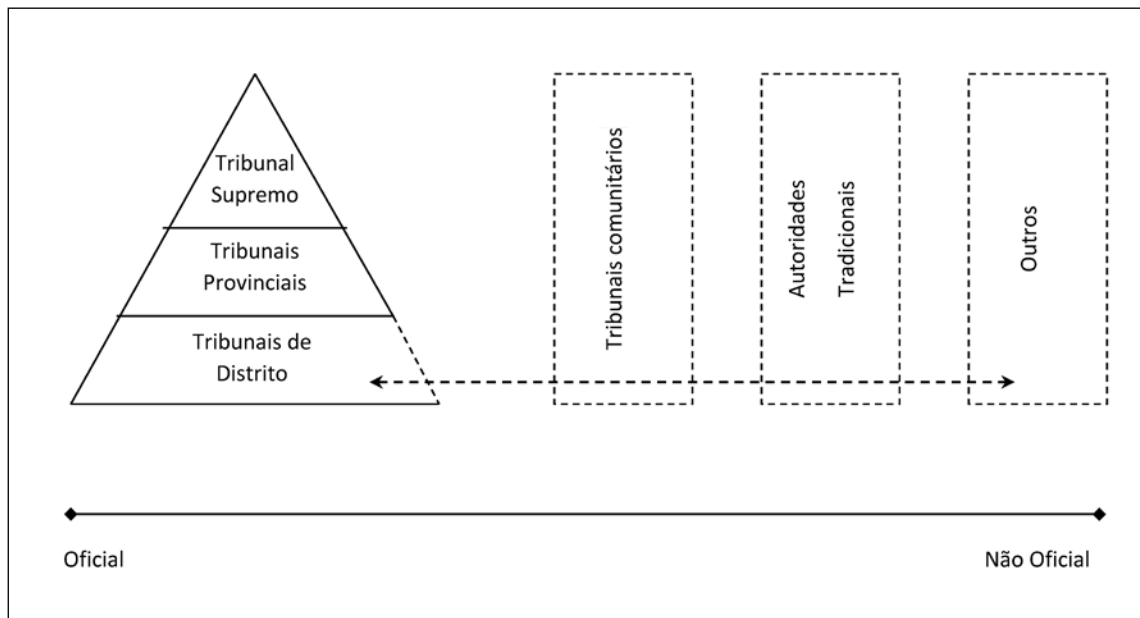 Tribunal
Supremo
Tribunais
Provinciais
Tribunais de
Distrito
Tribunais comunitários
Autoridades
Tradicionais
Outros
Oficial
Não Oficial